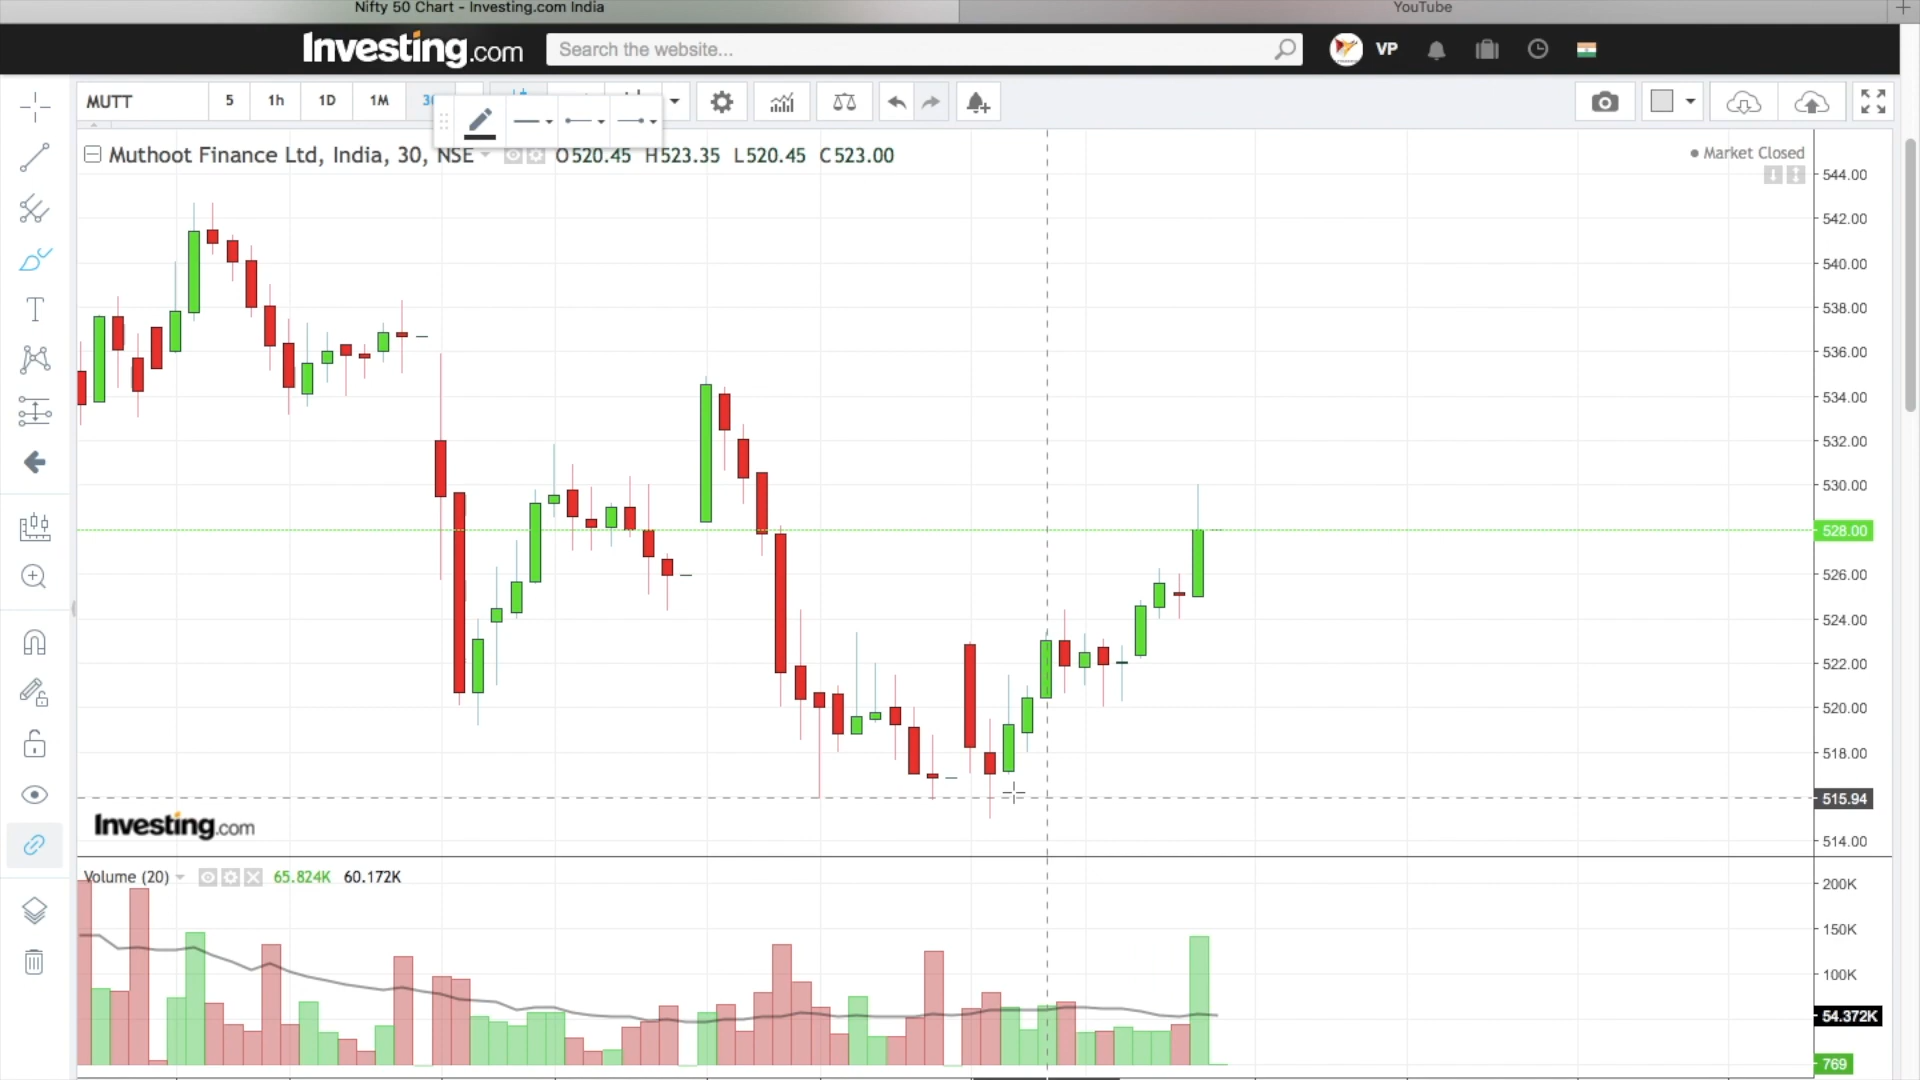 Nifty 50 Chart - Investing.com India
YouTube
Investing.com
Search the website...
VP
MUTT
5
1h
1D
1M
Muthoot Finance Ltd, India, 30, NSE
O520.45 H523.35 L520.45 C523.00
Market Closed
544.00
542.00
540.00
538.00
536.00
534.00
532.00
530.00
528.00
526.00
524.00
522.00
520.00
518.00
515.94
514.00
Investing.com
Volume (20)
65.824K 60.172K
200K
150K
100K
54.372K
769